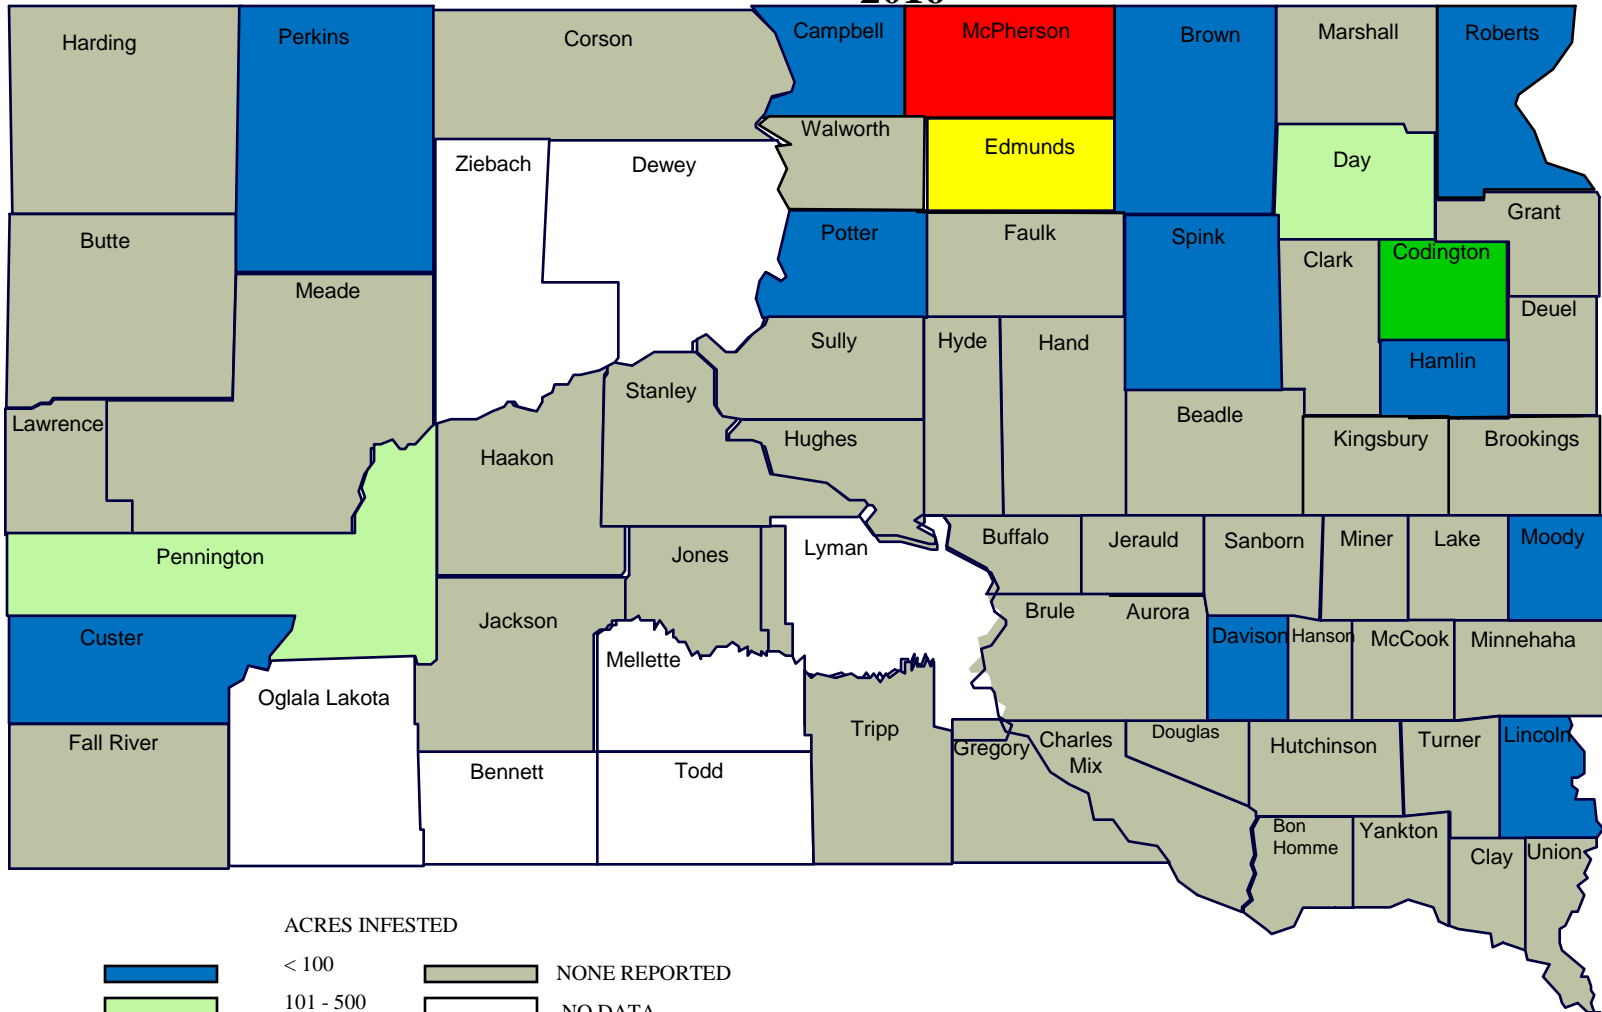 2016
Harding
Perkins
Corson
Campbell
McPherson
Brown
Marshall
Roberts
Walworth
Edmunds
Ziebach
Dewey
Day
Grant
Butte
Potter
Faulk
Spink
Clark
Codington
Meade
Deuel
Sully
Hyde
Hand
Hamlin
Stanley
Lawrence
Beadle
Hughes
Kingsbury
Brookings
Haakon
Pennington
Jones
Lyman
Buffalo
Jerauld
Sanborn
Miner
Lake
Moody
Custer
Jackson
Brule
Aurora
Davison
Hanson
McCook
Minnehaha
Mellette
Oglala Lakota
Fall River
Tripp
Gregory
Charles
Mix
Douglas
Hutchinson
Turner
Lincoln
Bennett
Todd
Bon
Homme
Yankton
Clay
Union
ACRES INFESTED
< 100
NONE REPORTED
101 - 500
NO DATA